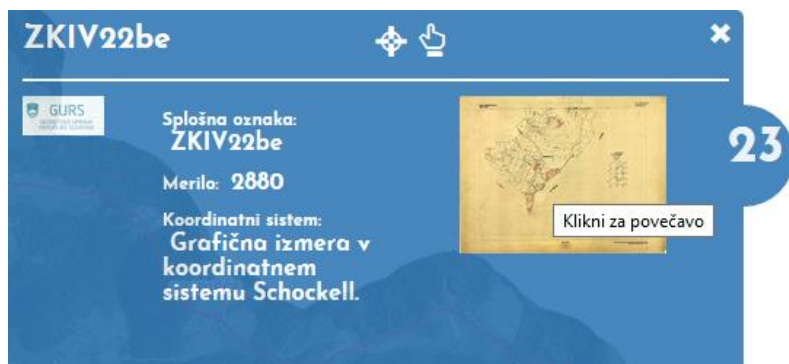 ZKIV22be
GURS
Splošna oznaka:
ZKIV22be
Merilo: 2880
Koordinatni sistem:
Grafična izmera v
koordinatnem
sistemu Schockell.
23
Klikni za povečavo